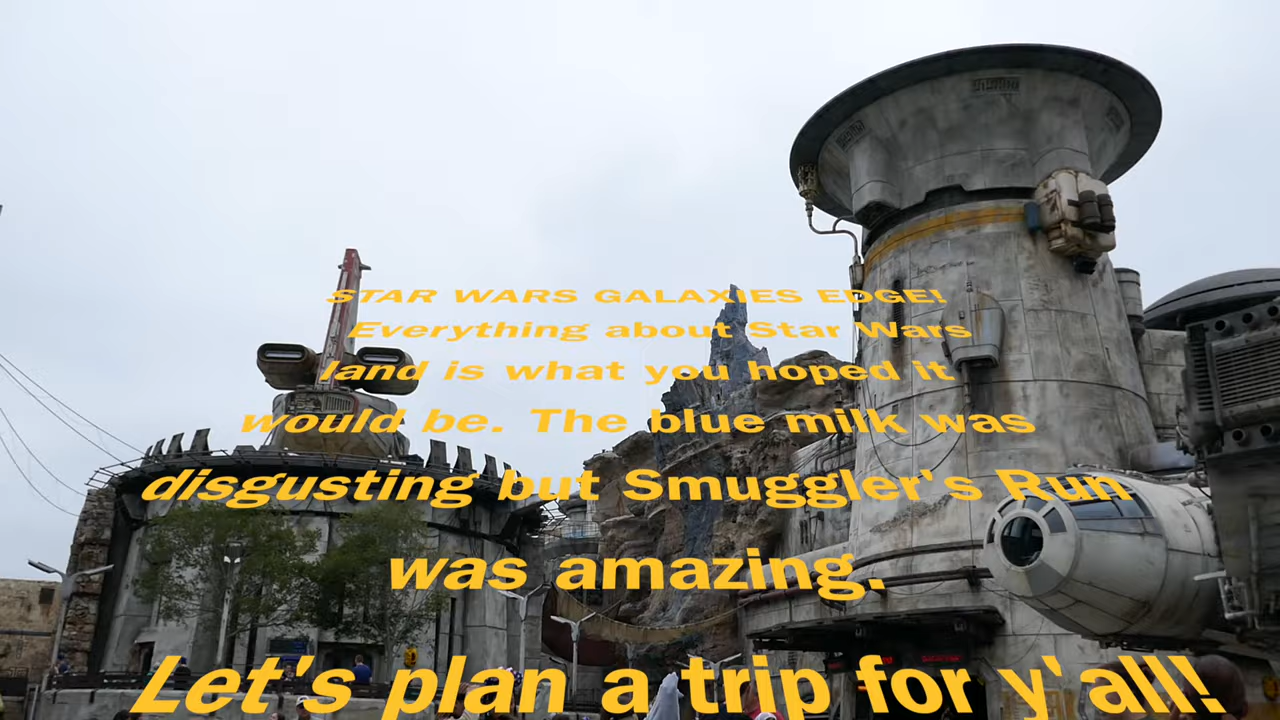 STAR WARS GALAXIES EDGE!
Everything about Star Wars
land is what you hoped it
would be. The blue milk was
disgusting but Smuggler's Run
was amazing.
Let's plan a trip for y'all!